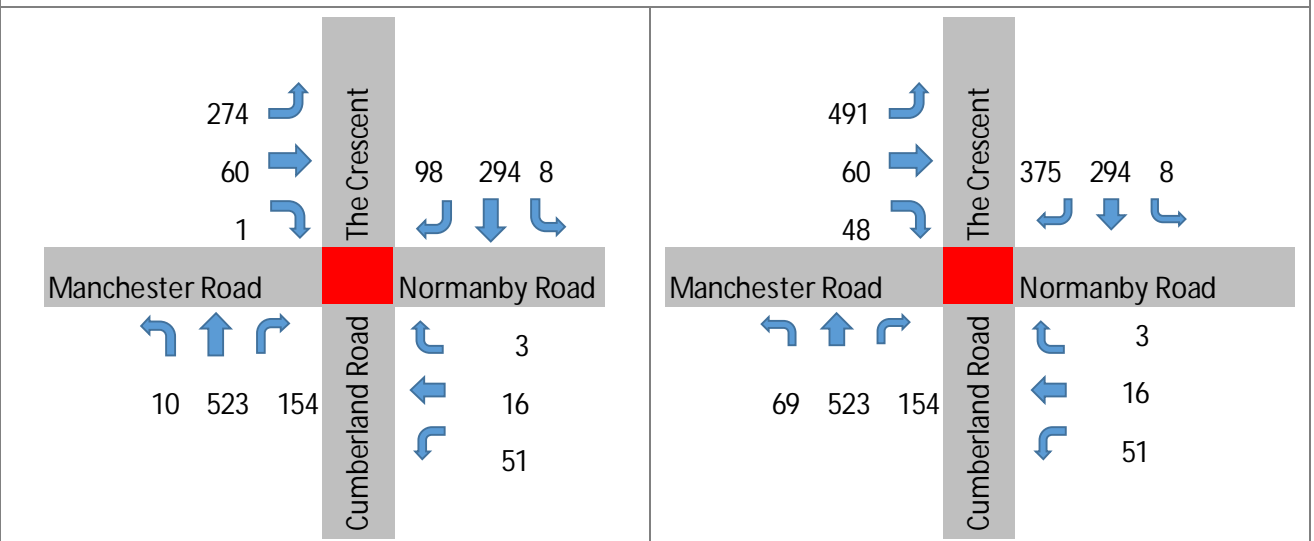 274
60
1
The Crescent
98 294 8
Manchester Road
Normanby Road
10 523 154
Cumberland Road
3
16
51
491
60
48
The Crescent
375 294 8
Manchester Road
Normanby Road
69 523 154
Cumberland Road
3
16
51